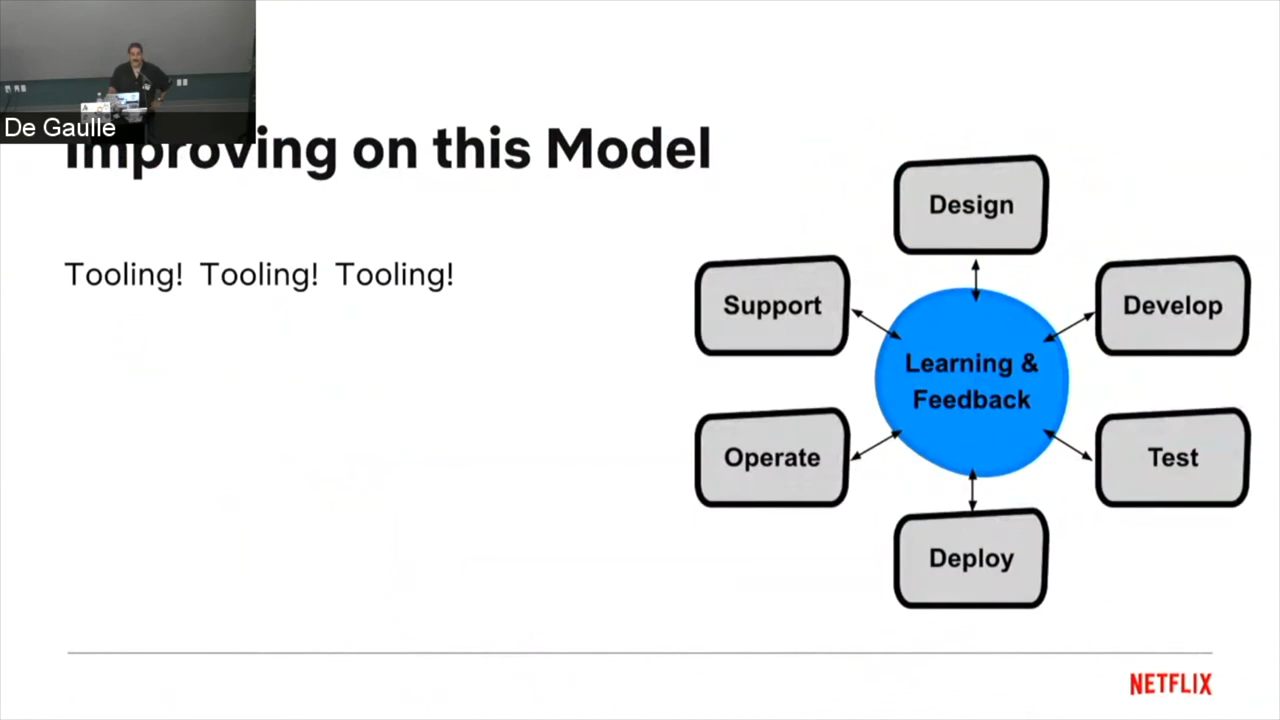 De Gaulle
Improving on this Model
Tooling! Tooling! Tooling!
Design
Support
Develop
Learning &
Feedback
Operate
Test
Deploy
NETFLIX